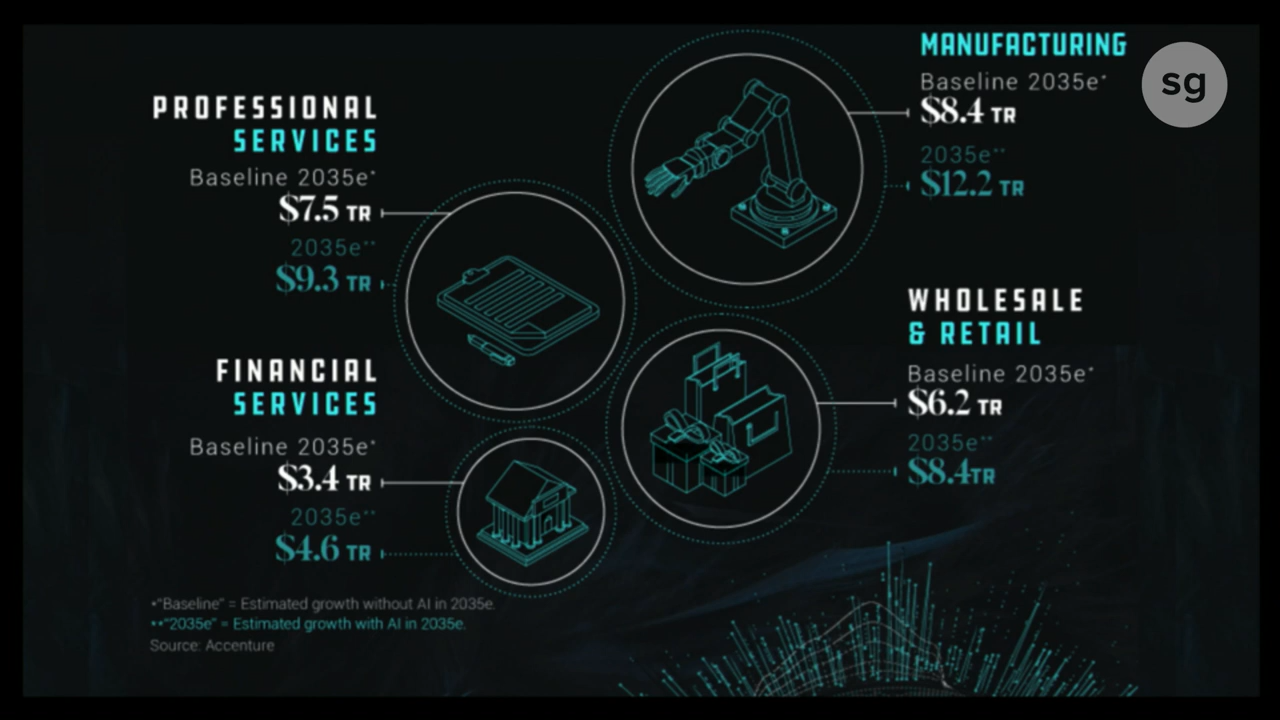 PROFESSIONAL
SERVICES
Baseline 2035e*
$7.5 TR
2035e**
$9.3 TR
FINANCIAL
SERVICES
Baseline 2035e*
$3.4 TR
2035e**
$4.6 TR
MANUFACTURING
Baseline 2035e*
$8.4 TR
2035e**
$12.2 TR
WHOLESALE
& RETAIL
Baseline 2035e*
$6.2 TR
2035e**
$8.4TR
*"Baseline" = Estimated growth without AI in 2035e.
**"2035e" = Estimated growth with AI in 2035e.
Source: Accenture
sg